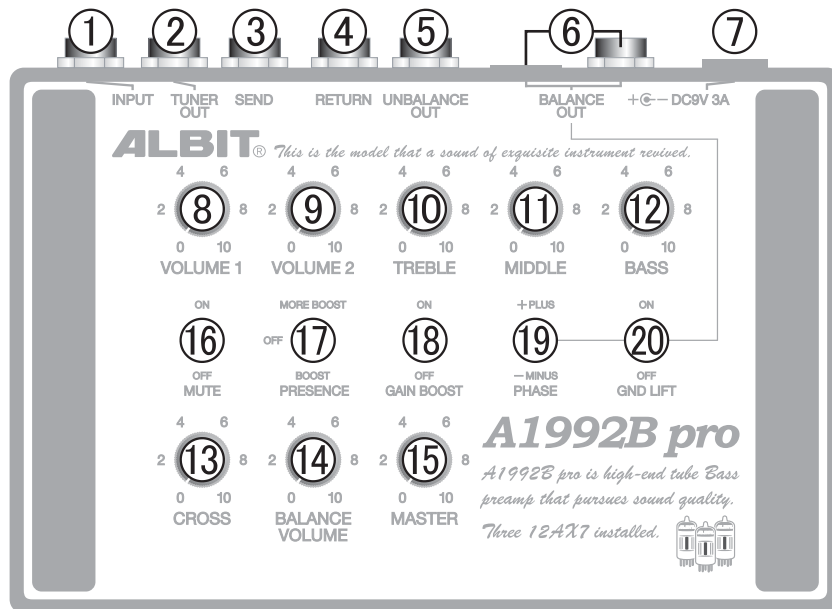 ① ② ③ ④ ⑤ ⑥ ⑦
INPUT TUNER OUT SEND RETURN UNBALANCE OUT BALANCE OUT +-DC9V 3A
ALBIT® This is the model that a sound of exquisite instrument revived.
4 6 4 6 4 6 4 6 4 6
2 ⑧ 8 2 ⑨ 8 2 ⑩ 8 2 ⑪ 8 2 ⑫ 8
0 10 0 10 0 10 0 10 0 10
VOLUME 1 VOLUME 2 TREBLE MIDDLE BASS
ON MORE BOOST ON +PLUS ON
⑯ OFF ⑰ ⑱ ⑲ ⑳
OFF BOOST OFF −MINUS OFF
MUTE PRESENCE GAIN BOOST PHASE GND LIFT
4 6 4 6 4 6
2 ⑬ 8 2 ⑭ 8 2 ⑮ 8
0 10 0 10 0 10
CROSS BALANCE VOLUME MASTER
A1992B pro
A1992B pro is high-end tube Bass
preamp that pursues sound quality.
Three 12AX7 installed.